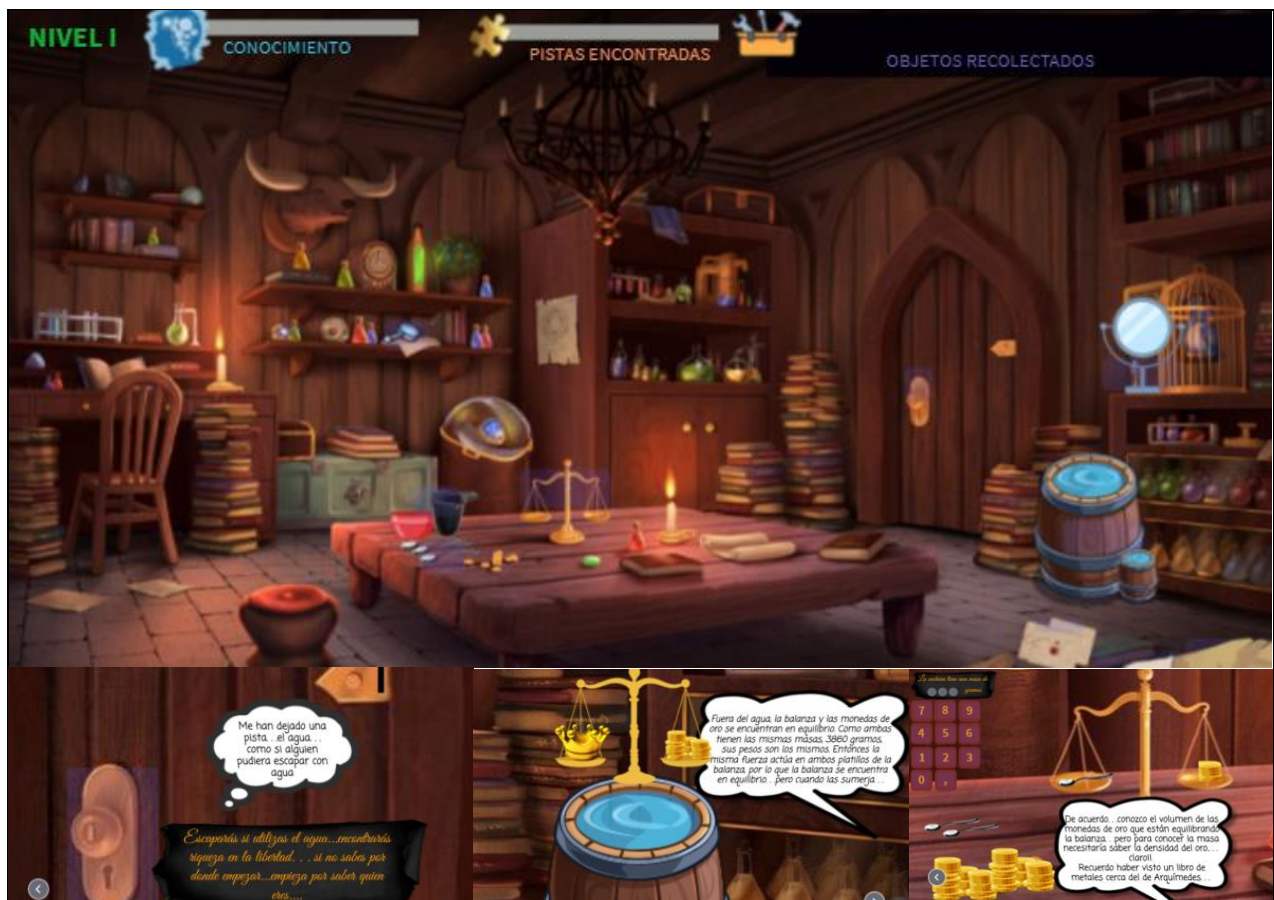 NIVEL I
CONOCIMIENTO
PISTAS ENCONTRADAS
OBJETOS RECOLECTADOS
Me han dejado una
pista. . .el agua. . .
como si alguien
pudiera escapar con
agua
Escaparás si utilizas el agua...encontrarás
riqueza en la libertad. . . si no sabes por
donde empezar...empieza por saber quien
eres....
Fuera del agua, la balanza y las monedas de
oro se encuentran en equilibrio. Como ambas
tienen las mismas masas, 3860 gramos,
sus pesos son los mismos. Entonces la
misma fuerza actúa en ambos platillos de la
balanza, por lo que la balanza se encuentra
en equilibrio. . .pero cuando las sumerja. . .
gramos
7 8 9
4 5 6
1 2 3
0 ,
De acuerdo. . .conozco el volumen de las
monedas de oro que están equilibrando
la balanza. . .pero para conocer la masa
necesitaría saber la densidad del oro. . .
claro!!
Recuerdo haber visto un libro de
metales cerca del de Arquímedes. . .